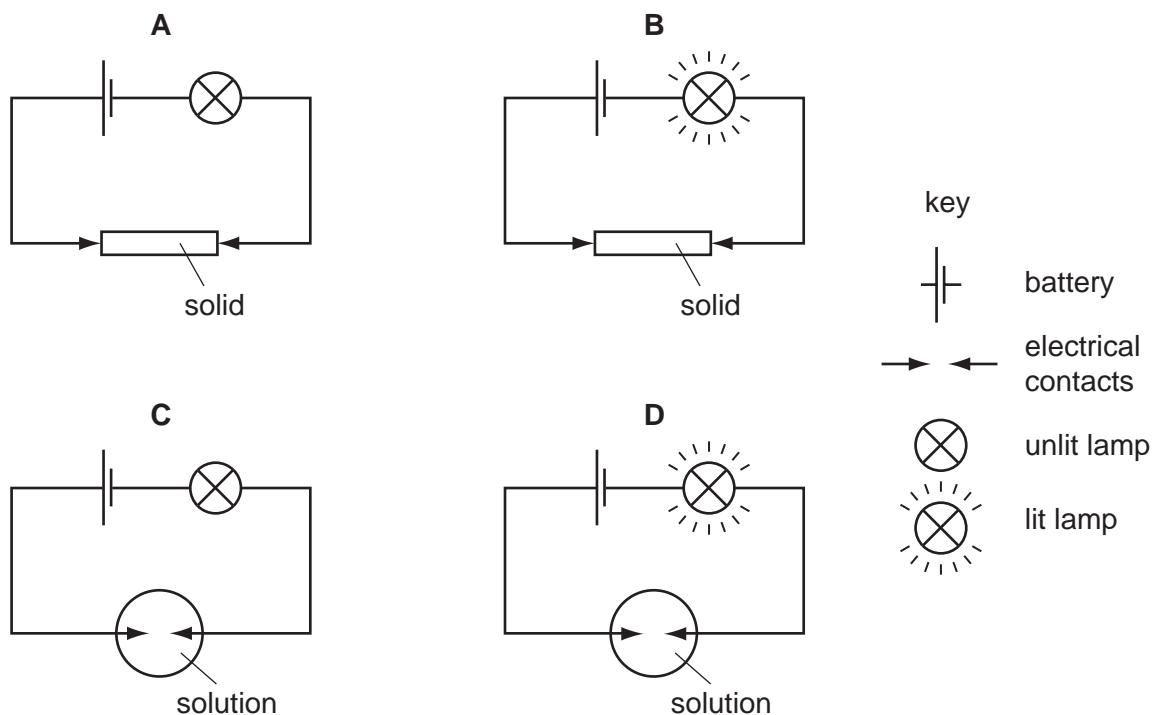 A
B
solid
solid
key
battery
electrical
contacts
unlit lamp
lit lamp
C
D
solution
solution